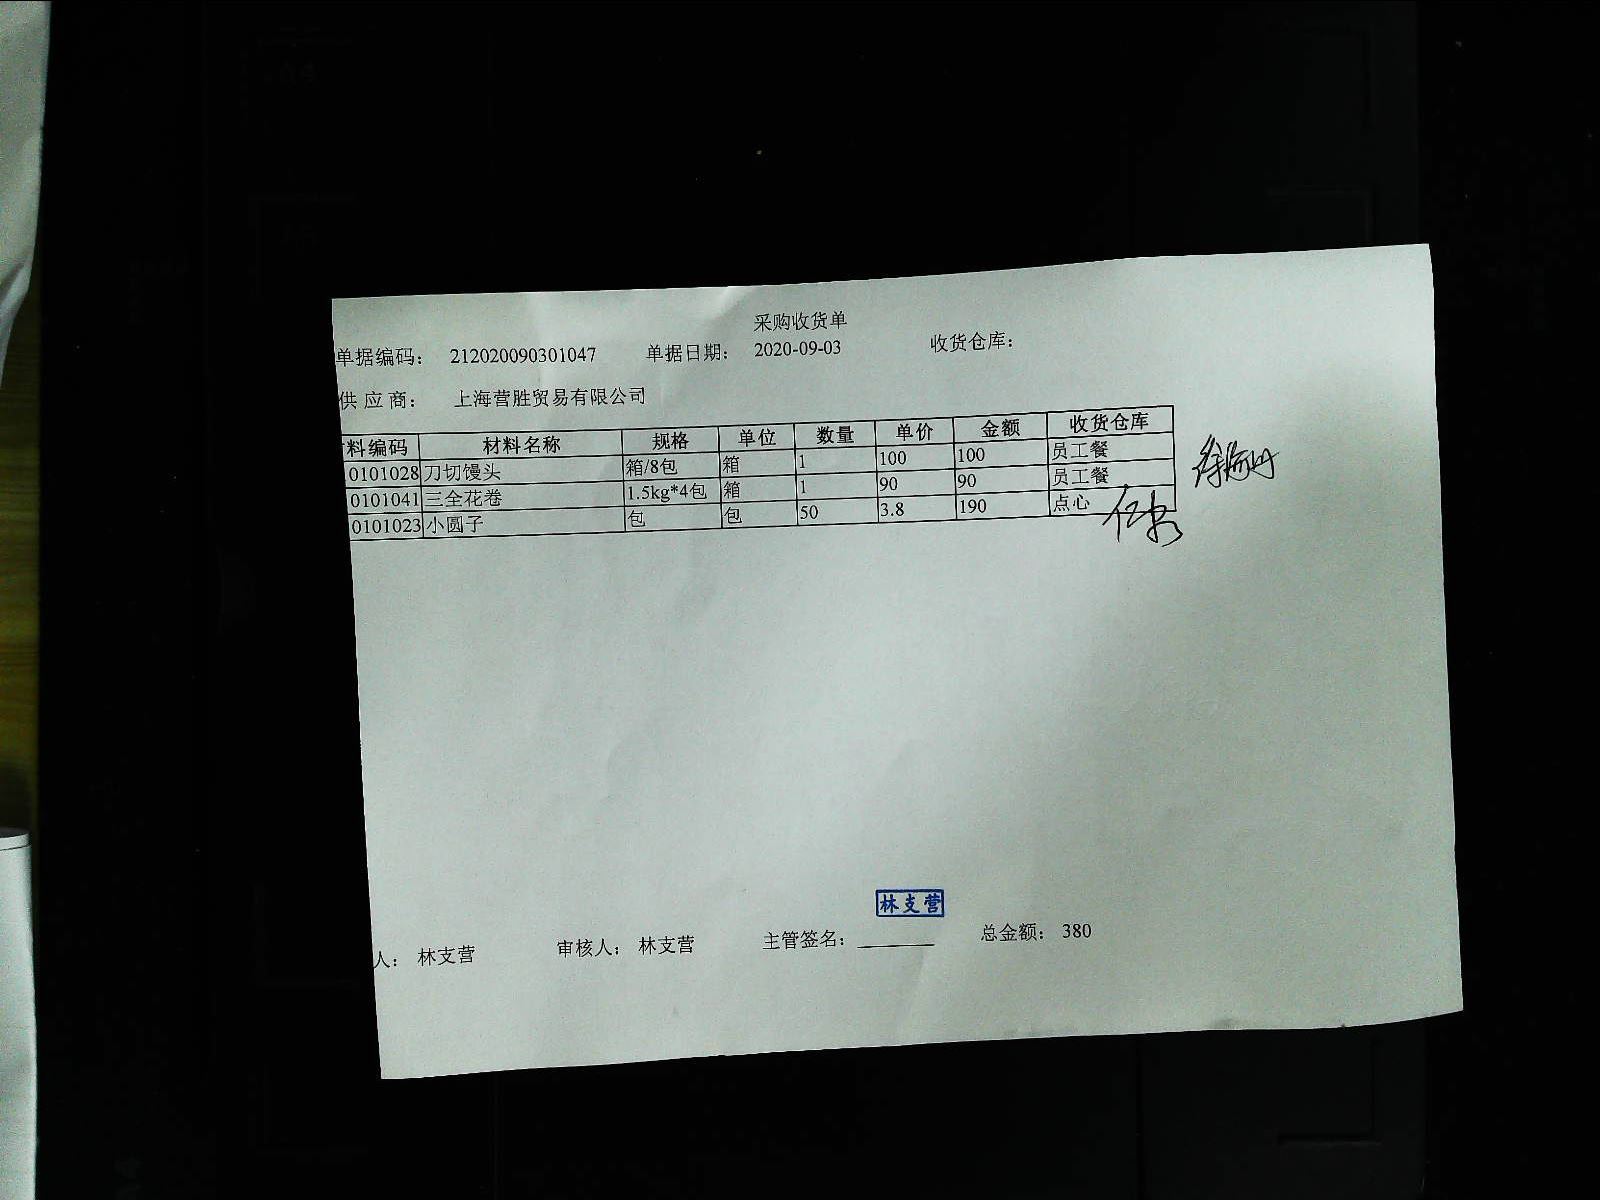 采购收货单
单据编码： 212020090301047 单据日期： 2020-09-03 收货仓库：
供 应 商： 上海营胜贸易有限公司
料编码 材料名称 规格 单位 数量 单价 金额 收货仓库
0101028 刀切馒头 箱/8包 箱 1 100 100 员工餐
0101041 三全花卷 1.5kg*4包 箱 1 90 90 员工餐
0101023 小圆子 包 包 50 3.8 190 点心
林支营
人： 林支营 审核人： 林支营 主管签名： 总金额： 380